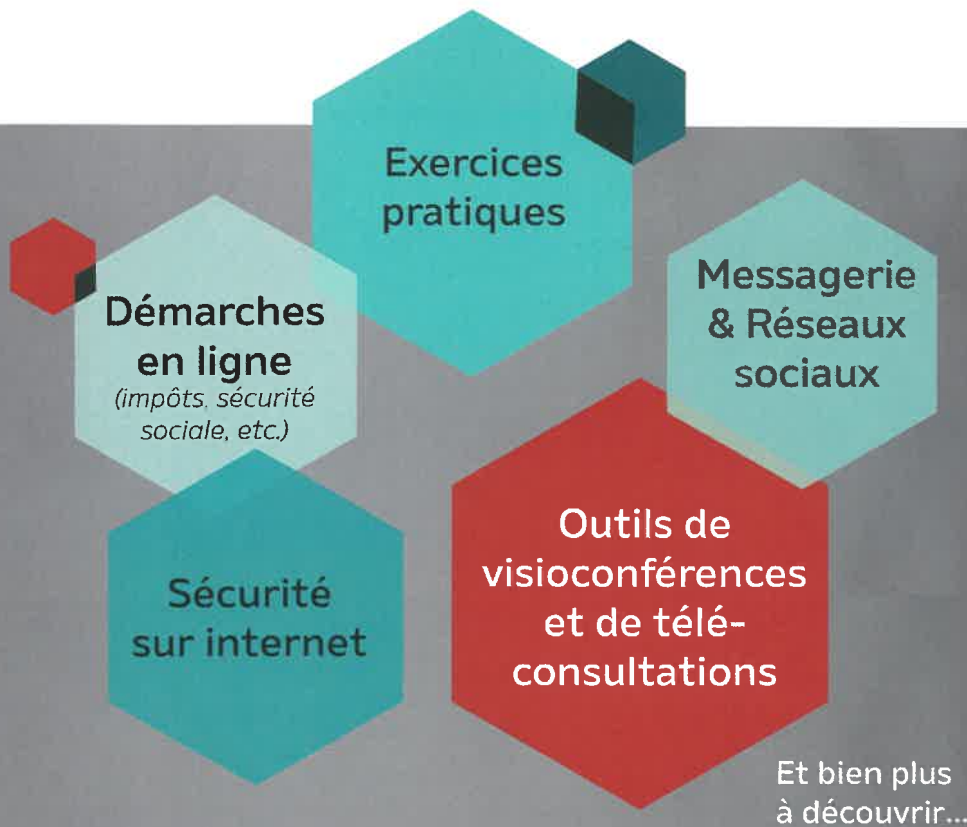 Exercices
pratiques
Messagerie
& Réseaux
sociaux
Démarches
en ligne
(impôts, sécurité
sociale, etc.)
Outils de
visioconférences
et de télé-
consultations
Sécurité
sur internet
Et bien plus
à découvrir...